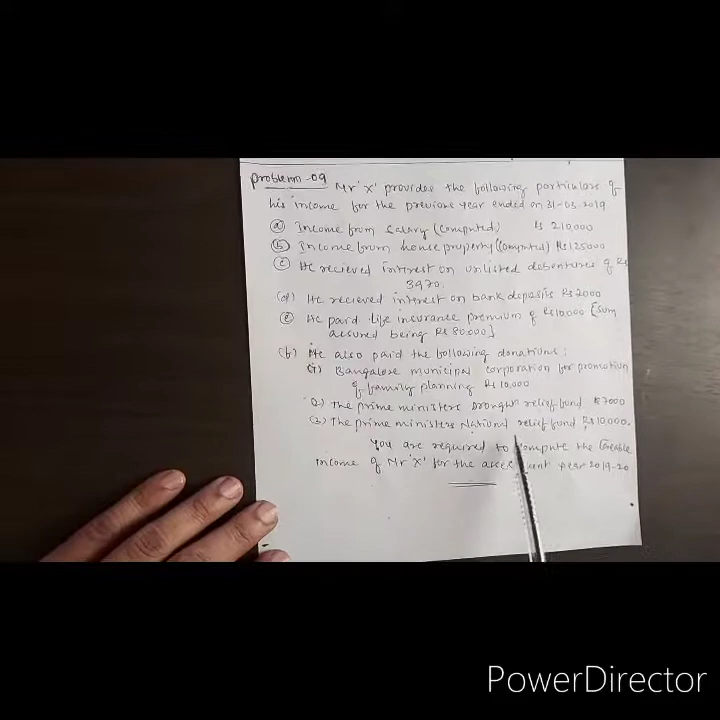 Problem-09 Mr 'X' provides the following particulars of
his income for the previous year ended on 31-03-2019
(a) Income from salary (computed) Rs 210,000
(b) Income from house property (computed) Rs 125000
(c) He recieved interest on unlisted debentures of Rs
3970.
(d) He recieved interest on bank deposits Rs 2000
(e) He paid life insurance premium of Rs 10000 [sum
assured being Rs 80000]
(f) He also paid the following donations:
(1) Bangalore municipal corporation for promotion
of family planning Rs 10,000
(2) The prime ministers Drought relief fund Rs 7000
(3) The prime ministers National relief fund Rs 10000.
You are required to compute the taxable
income of Mr 'X' for the assessment year 2019-20
PowerDirector